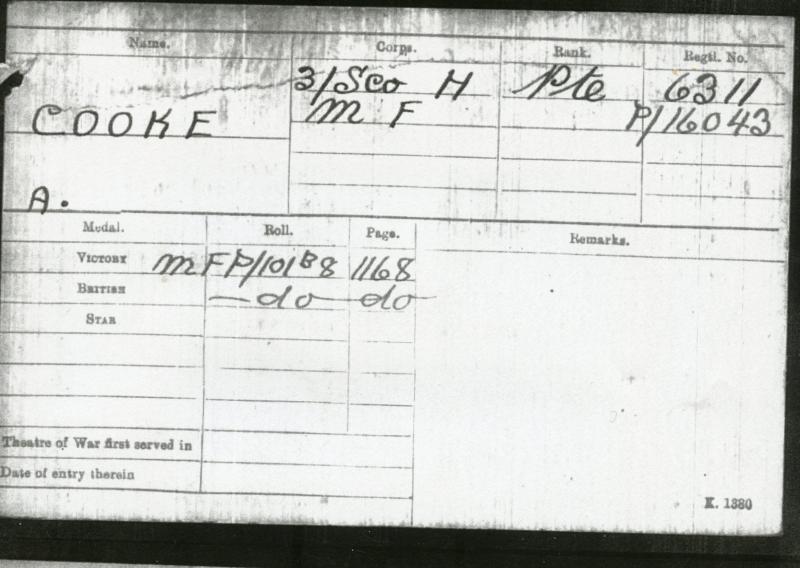 Name. Corps. Rank. Regtl. No.
3/Sco H Pte 6311
COOKE M F P/16043
A.
Medal. Roll. Page. Remarks.
VICTORY MFP/101B8 1168
BRITISH — do — do —
STAR
Theatre of War first served in
Date of entry therein
K. 1380